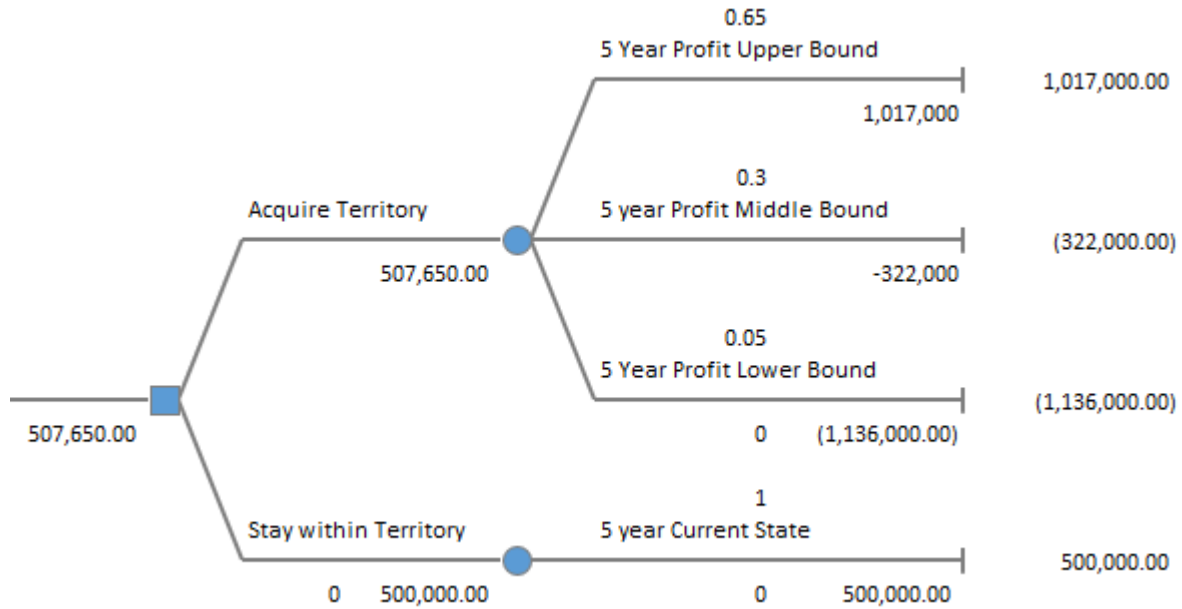 0.65
5 Year Profit Upper Bound
1,017,000.00
1,017,000
0.3
Acquire Territory
5 year Profit Middle Bound
(322,000.00)
507,650.00
-322,000
0.05
5 Year Profit Lower Bound
(1,136,000.00)
507,650.00
0 (1,136,000.00)
1
Stay within Territory
5 year Current State
500,000.00
0 500,000.00
0 500,000.00